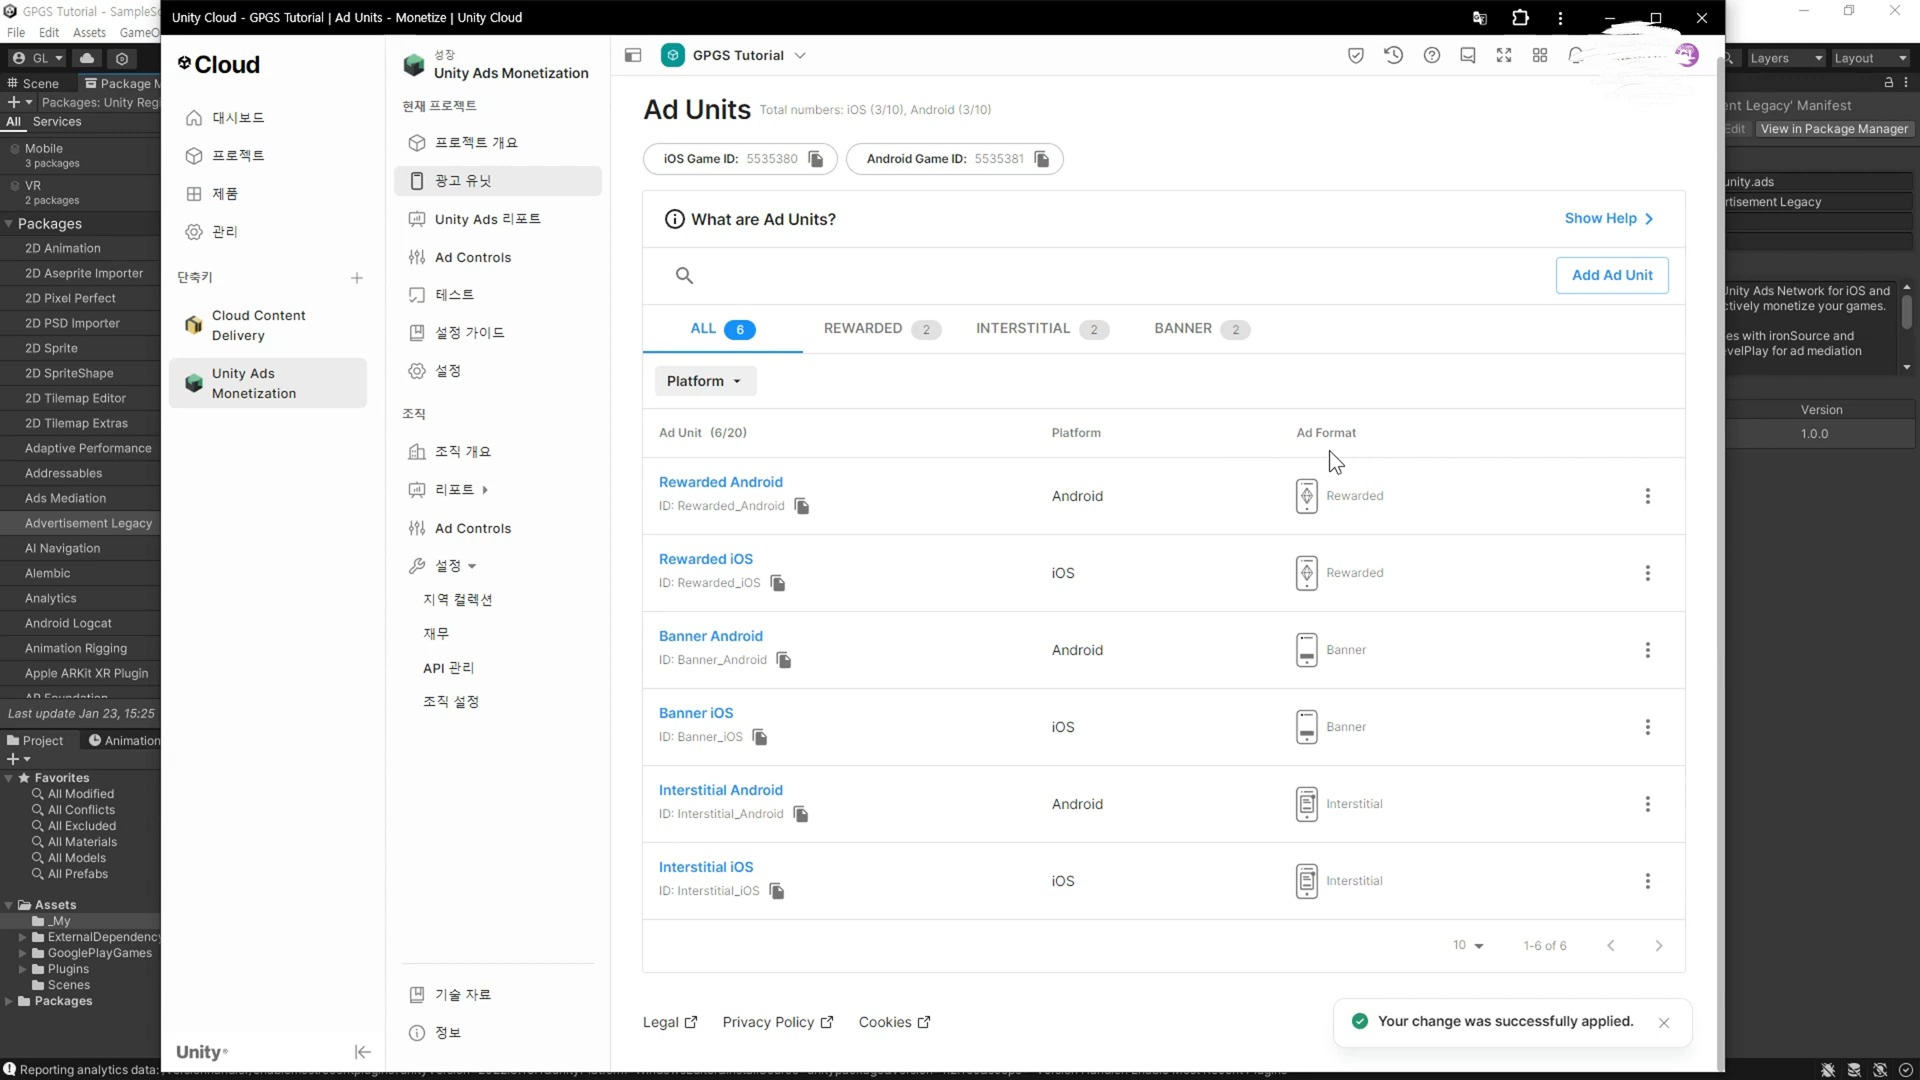 GPGS Tutorial - SampleSc
Unity Cloud - GPGS Tutorial | Ad Units - Monetize | Unity Cloud
File Edit Assets GameO
GL
Layers
Layout
Scene
Package M
Packages: Unity Reg
All Services
Mobile
3 packages
VR
2 packages
Packages
2D Animation
2D Aseprite Importer
2D Pixel Perfect
2D PSD Importer
2D Sprite
2D SpriteShape
2D Tilemap Editor
2D Tilemap Extras
Adaptive Performance
Addressables
Ads Mediation
Advertisement Legacy
AI Navigation
Alembic
Analytics
Android Logcat
Animation Rigging
Apple ARKit XR Plugin
AR Foundation
Last update Jan 23, 15:25
Project
Animation
Favorites
All Modified
All Conflicts
All Excluded
All Materials
All Models
All Prefabs
Assets
_My
ExternalDependency
GooglePlayGames
Plugins
Scenes
Packages
Reporting analytics data:
Cloud
대시보드
프로젝트
제품
관리
단축키
Cloud Content
Delivery
Unity Ads
Monetization
Unity
성장
Unity Ads Monetization
현재 프로젝트
프로젝트 개요
광고 유닛
Unity Ads 리포트
Ad Controls
테스트
설정 가이드
설정
조직
조직 개요
리포트
Ad Controls
설정
지역 컬렉션
재무
API 관리
조직 설정
기술 자료
정보
GPGS Tutorial
Ad Units Total numbers: iOS (3/10), Android (3/10)
iOS Game ID: 5535380
Android Game ID: 5535381
What are Ad Units?
Show Help
Add Ad Unit
ALL 6
REWARDED 2
INTERSTITIAL 2
BANNER 2
Platform
Ad Unit (6/20)
Platform
Ad Format
Rewarded Android
ID: Rewarded_Android
Android
Rewarded
Rewarded iOS
ID: Rewarded_iOS
iOS
Rewarded
Banner Android
ID: Banner_Android
Android
Banner
Banner iOS
ID: Banner_iOS
iOS
Banner
Interstitial Android
ID: Interstitial_Android
Android
Interstitial
Interstitial iOS
ID: Interstitial_iOS
iOS
Interstitial
10
1-6 of 6
Legal
Privacy Policy
Cookies
Your change was successfully applied.
ent Legacy' Manifest
Edit
View in Package Manager
unity.ads
rtisement Legacy
Unity Ads Network for iOS and
ctively monetize your games.
es with ironSource and
evelPlay for ad mediation
Version
1.0.0